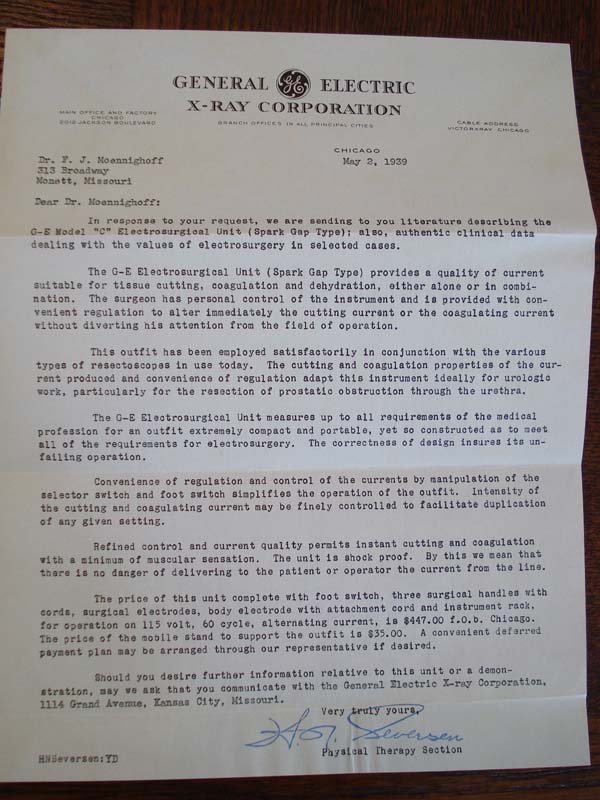 GENERAL GE ELECTRIC
X-RAY CORPORATION
MAIN OFFICE AND FACTORY
CHICAGO
2012 JACKSON BOULEVARD
BRANCH OFFICES IN ALL PRINCIPAL CITIES
CABLE ADDRESS
VICTORXRAY, CHICAGO
CHICAGO
May 2, 1939
Dr. F. J. Moennighoff
313 Broadway
Monett, Missouri
Dear Dr. Moennighoff:
In response to your request, we are sending to you literature describing the
G-E Model "C" Electrosurgical Unit (Spark Gap Type); also, authentic clinical data
dealing with the values of electrosurgery in selected cases.
The G-E Electrosurgical Unit (Spark Gap Type) provides a quality of current
suitable for tissue cutting, coagulation and dehydration, either alone or in combi-
nation. The surgeon has personal control of the instrument and is provided with con-
venient regulation to alter immediately the cutting current or the coagulating current
without diverting his attention from the field of operation.
This outfit has been employed satisfactorily in conjunction with the various
types of resectoscopes in use today. The cutting and coagulation properties of the cur-
rent produced and convenience of regulation adapt this instrument ideally for urologic
work, particularly for the resection of prostatic obstruction through the urethra.
The G-E Electrosurgical Unit measures up to all requirements of the medical
profession for an outfit extremely compact and portable, yet so constructed as to meet
all of the requirements for electrosurgery. The correctness of design insures its un-
failing operation.
Convenience of regulation and control of the currents by manipulation of the
selector switch and foot switch simplifies the operation of the outfit. Intensity of
the cutting and coagulating current may be finely controlled to facilitate duplication
of any given setting.
Refined control and current quality permits instant cutting and coagulation
with a minimum of muscular sensation. The unit is shock proof. By this we mean that
there is no danger of delivering to the patient or operator the current from the line.
The price of this unit complete with foot switch, three surgical handles with
cords, surgical electrodes, body electrode with attachment cord and instrument rack,
for operation on 115 volt, 60 cycle, alternating current, is $447.00 f.o.b. Chicago.
The price of the mobile stand to support the outfit is $35.00. A convenient deferred
payment plan may be arranged through our representative if desired.
Should you desire further information relative to this unit or a demon-
stration, may we ask that you communicate with the General Electric X-ray Corporation,
1114 Grand Avenue, Kansas City, Missouri.
Very truly yours,
H. N. Seversen
Physical Therapy Section
HNSeversen:YD